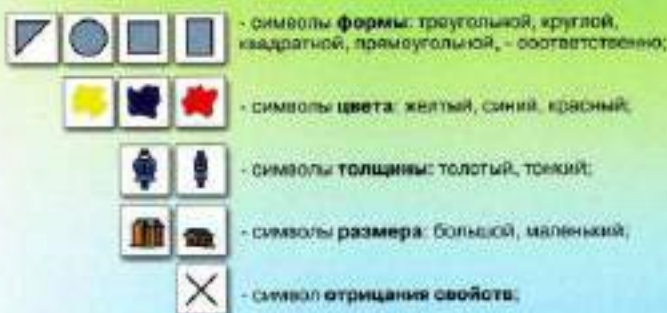 - символы формы: треугольной, круглой,
квадратной, прямоугольной, - соответственно;
- символы цвета: желтый, синий, красный;
- символы толщины: толстый, тонкий;
- символы размера: большой, маленький;
- символ отрицания свойств;